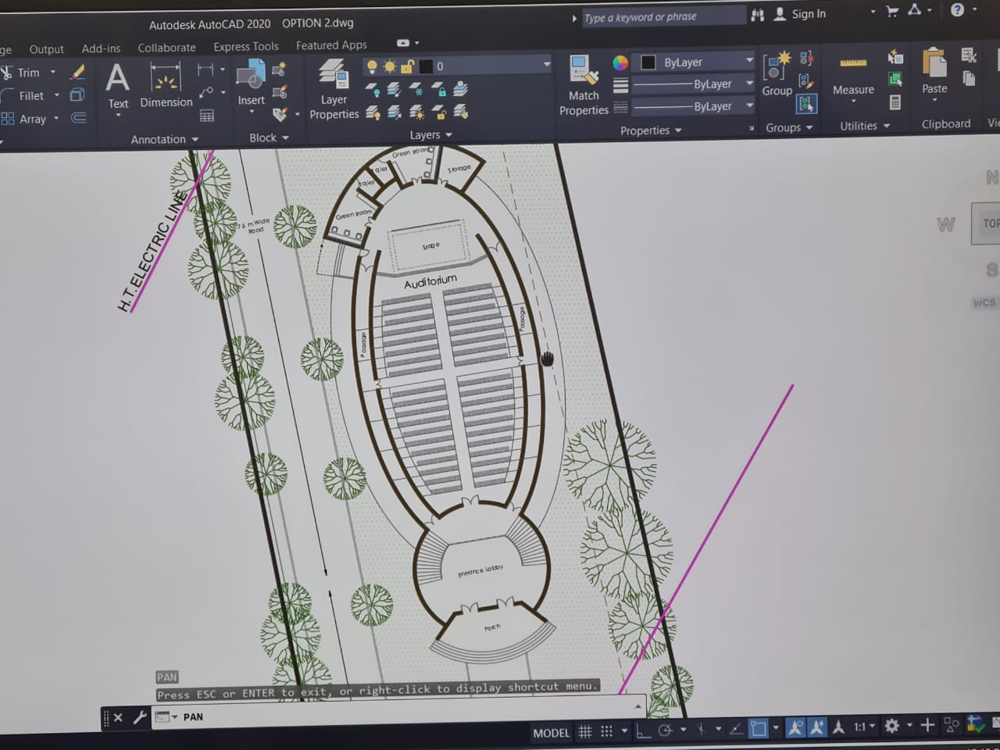 Autodesk AutoCAD 2020 OPTION 2.dwg
Type a keyword or phrase
Sign In
Output Add-ins Collaborate Express Tools Featured Apps
Trim
Fillet
Array
Text
Dimension
Annotation
Insert
Block
Layer
Properties
0
Layers
Match
Properties
ByLayer
ByLayer
ByLayer
Properties
Group
Groups
Measure
Utilities
Paste
Clipboard
N
W
TOP
S
WCS
H.T. ELECTRIC LINE
7.5 m Wide
Road
Green Room
Storage
Green Room
Stage
Auditorium
Passage
Passage
Entrance Lobby
Porch
PAN
Press ESC or ENTER to exit, or right-click to display shortcut menu.
PAN
MODEL
1:1